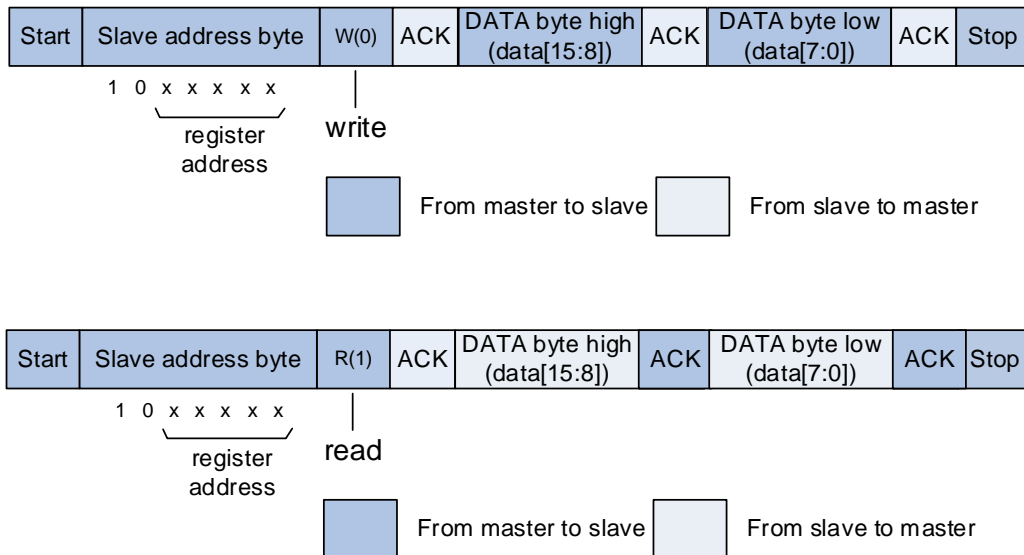 Start Slave address byte W(0) ACK DATA byte high (data[15:8]) ACK DATA byte low (data[7:0]) ACK Stop
1 0 x x x x x
register address
write
From master to slave From slave to master
Start Slave address byte R(1) ACK DATA byte high (data[15:8]) ACK DATA byte low (data[7:0]) ACK Stop
1 0 x x x x x
register address
read
From master to slave From slave to master